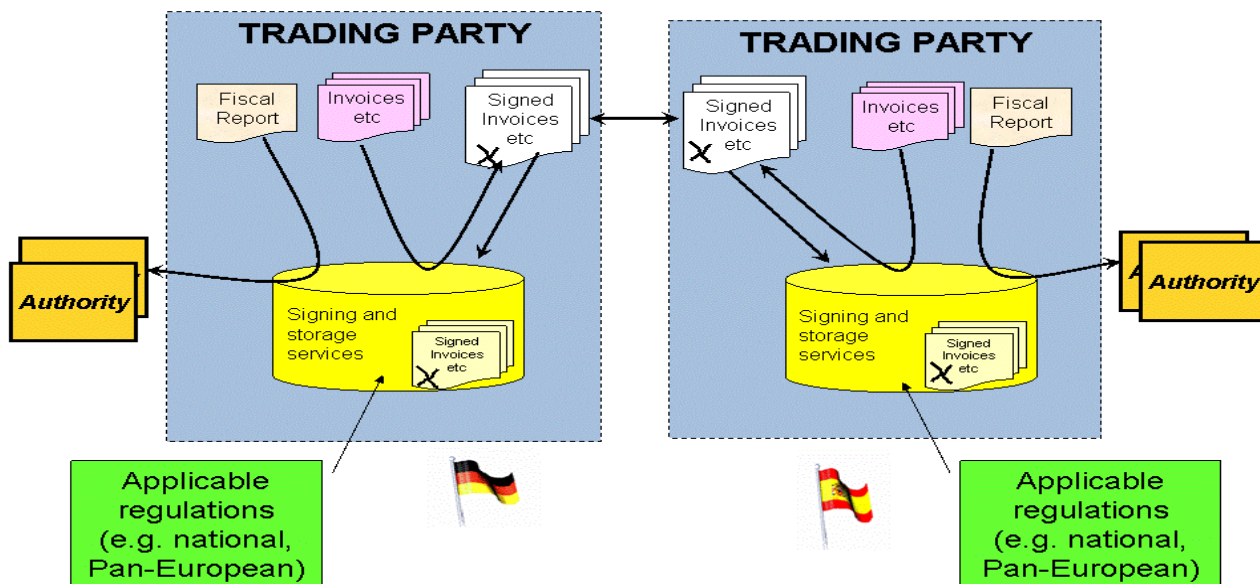 TRADING PARTY
Fiscal
Report
Invoices
etc
Signed
Invoices
etc
X
Authority
Signing and
storage
services
Signed
Invoices
etc
X
Applicable
regulations
(e.g. national,
Pan-European)
TRADING PARTY
Signed
Invoices
etc
X
Invoices
etc
Fiscal
Report
A
Authority
Signing and
storage
services
Signed
Invoices
etc
X
Applicable
regulations
(e.g. national,
Pan-European)